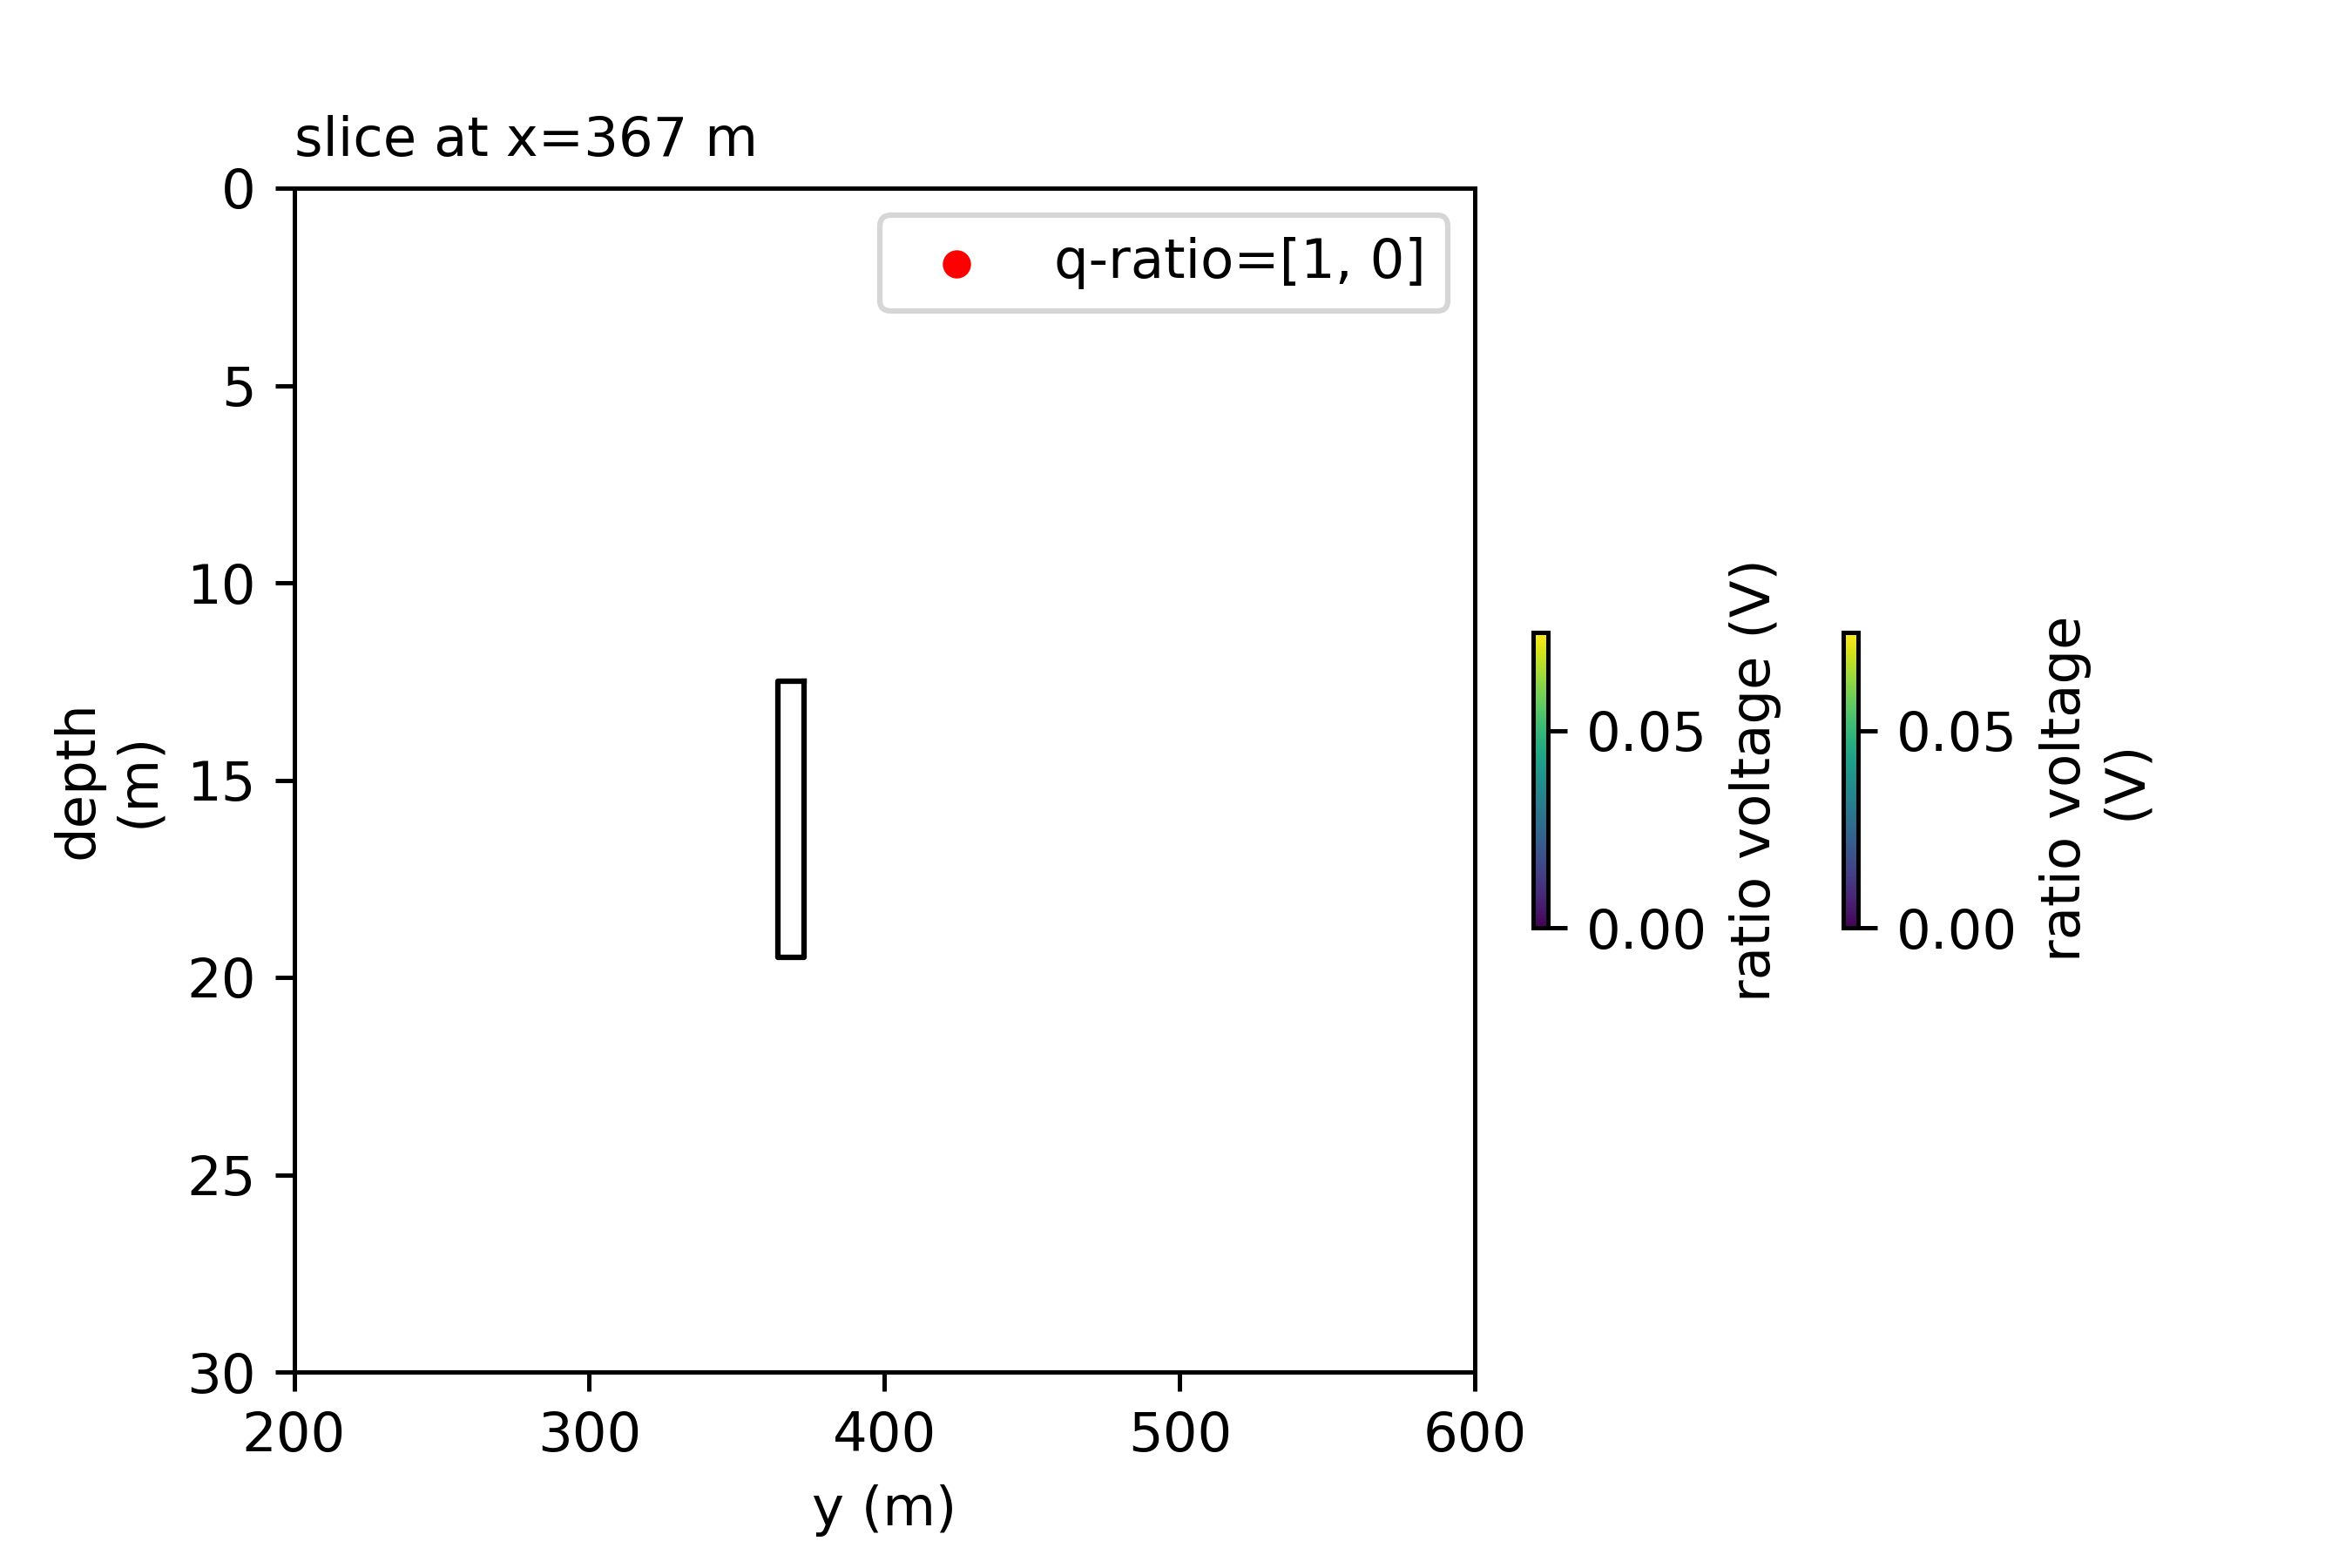 slice at x=367 m
q-ratio=[1, 0]
0
5
10
15
20
25
30
depth
(m)
200
300
400
500
600
y (m)
0.05
0.00
ratio voltage (V)
0.05
0.00
ratio voltage
(V)